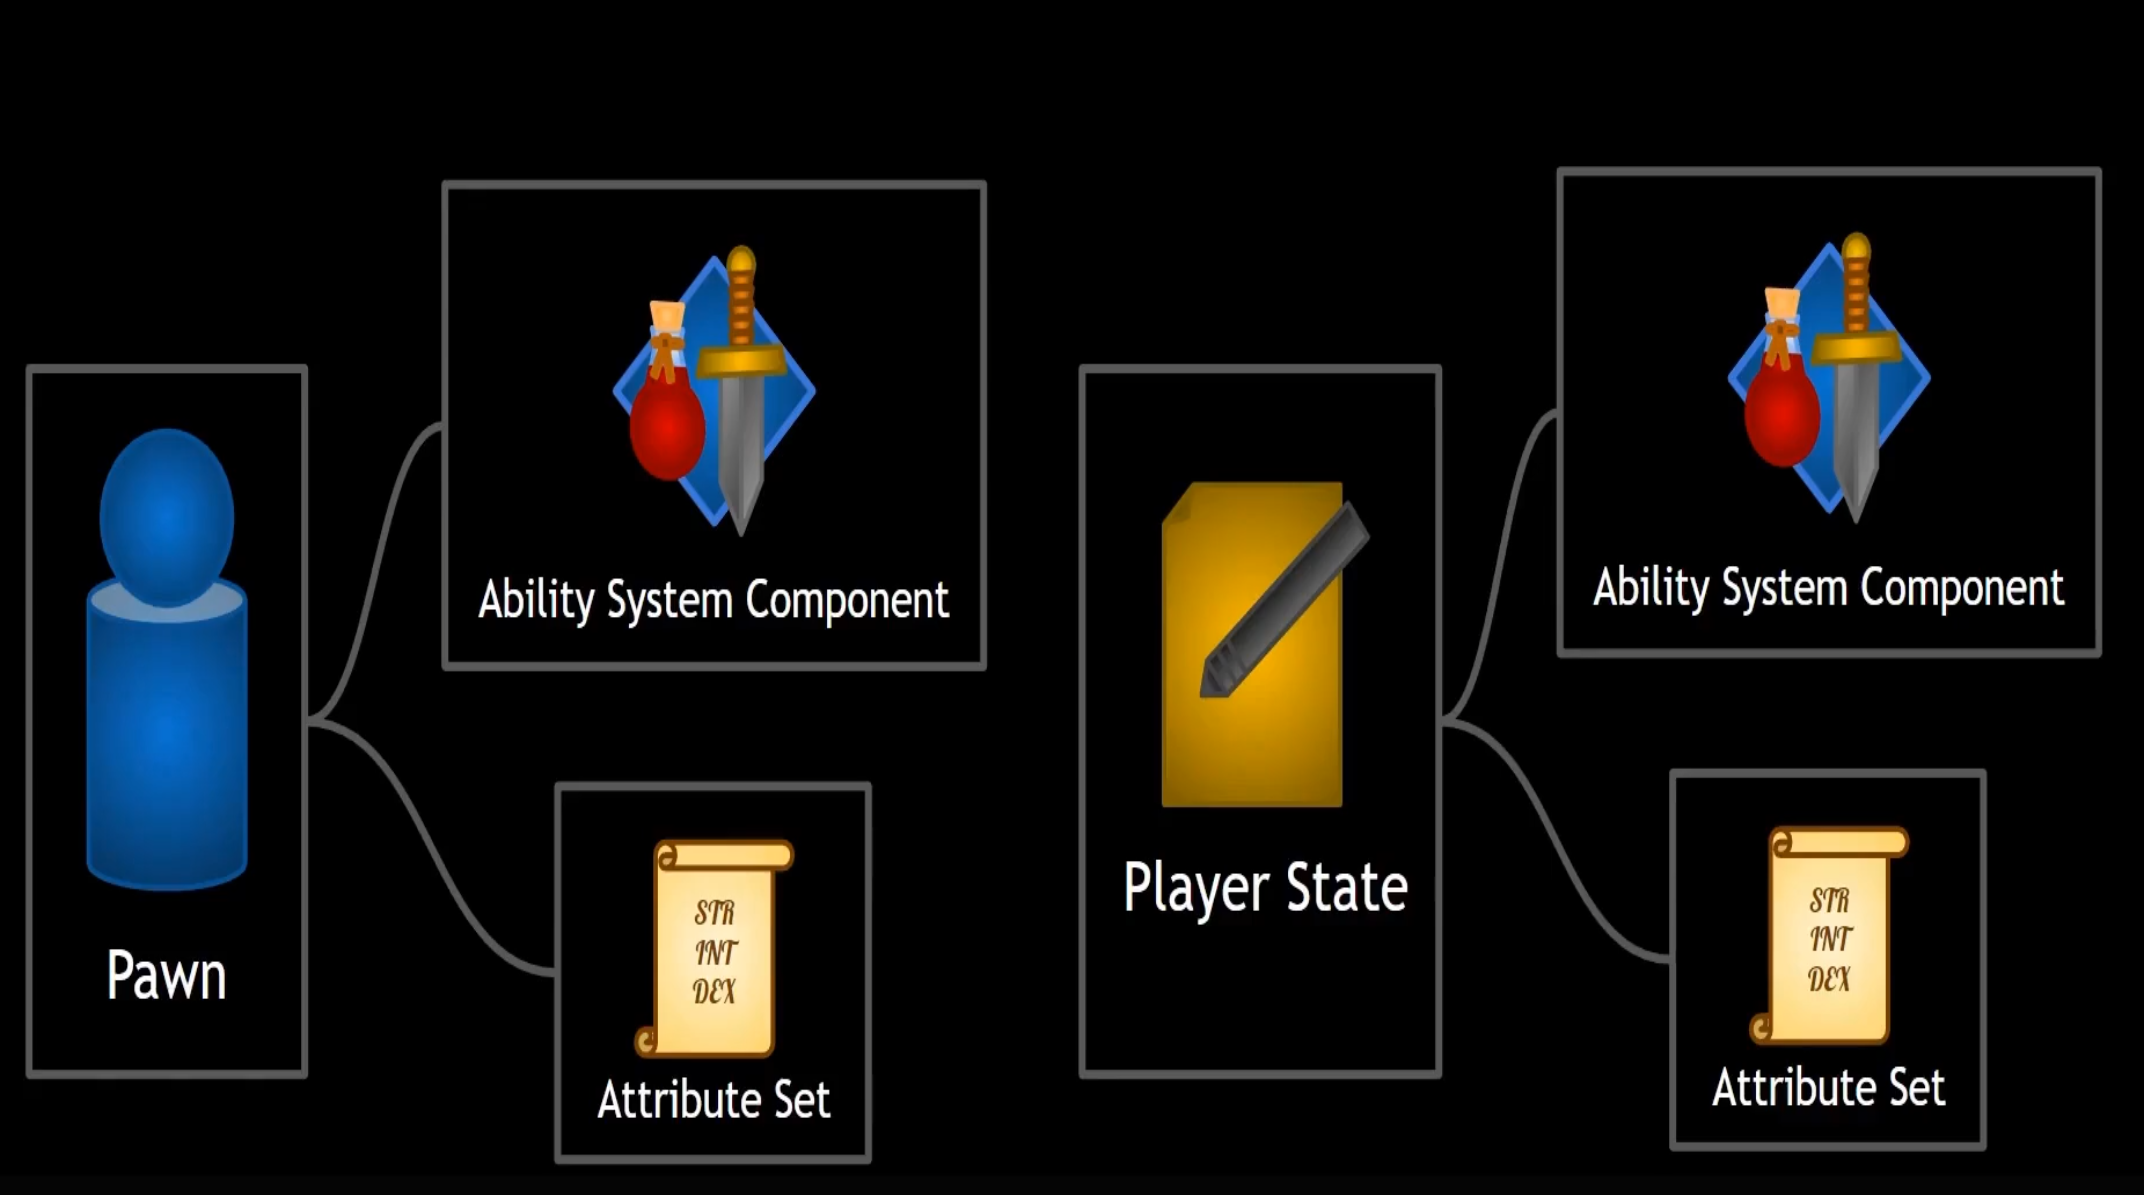 Pawn
Ability System Component
STR
INT
DEX
Attribute Set
Player State
Ability System Component
STR
INT
DEX
Attribute Set